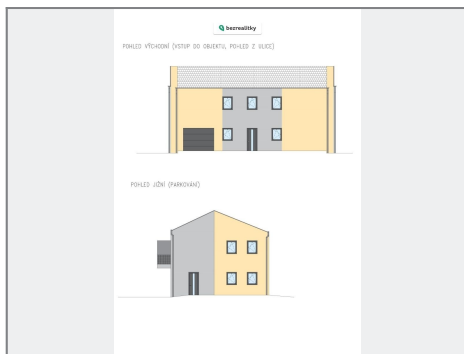 bezrealitky
POHLED VÝCHODNÍ (VSTUP DO OBJEKTU, POHLED Z ULICE)
POHLED JIŽNÍ (PARKOVÁNÍ)